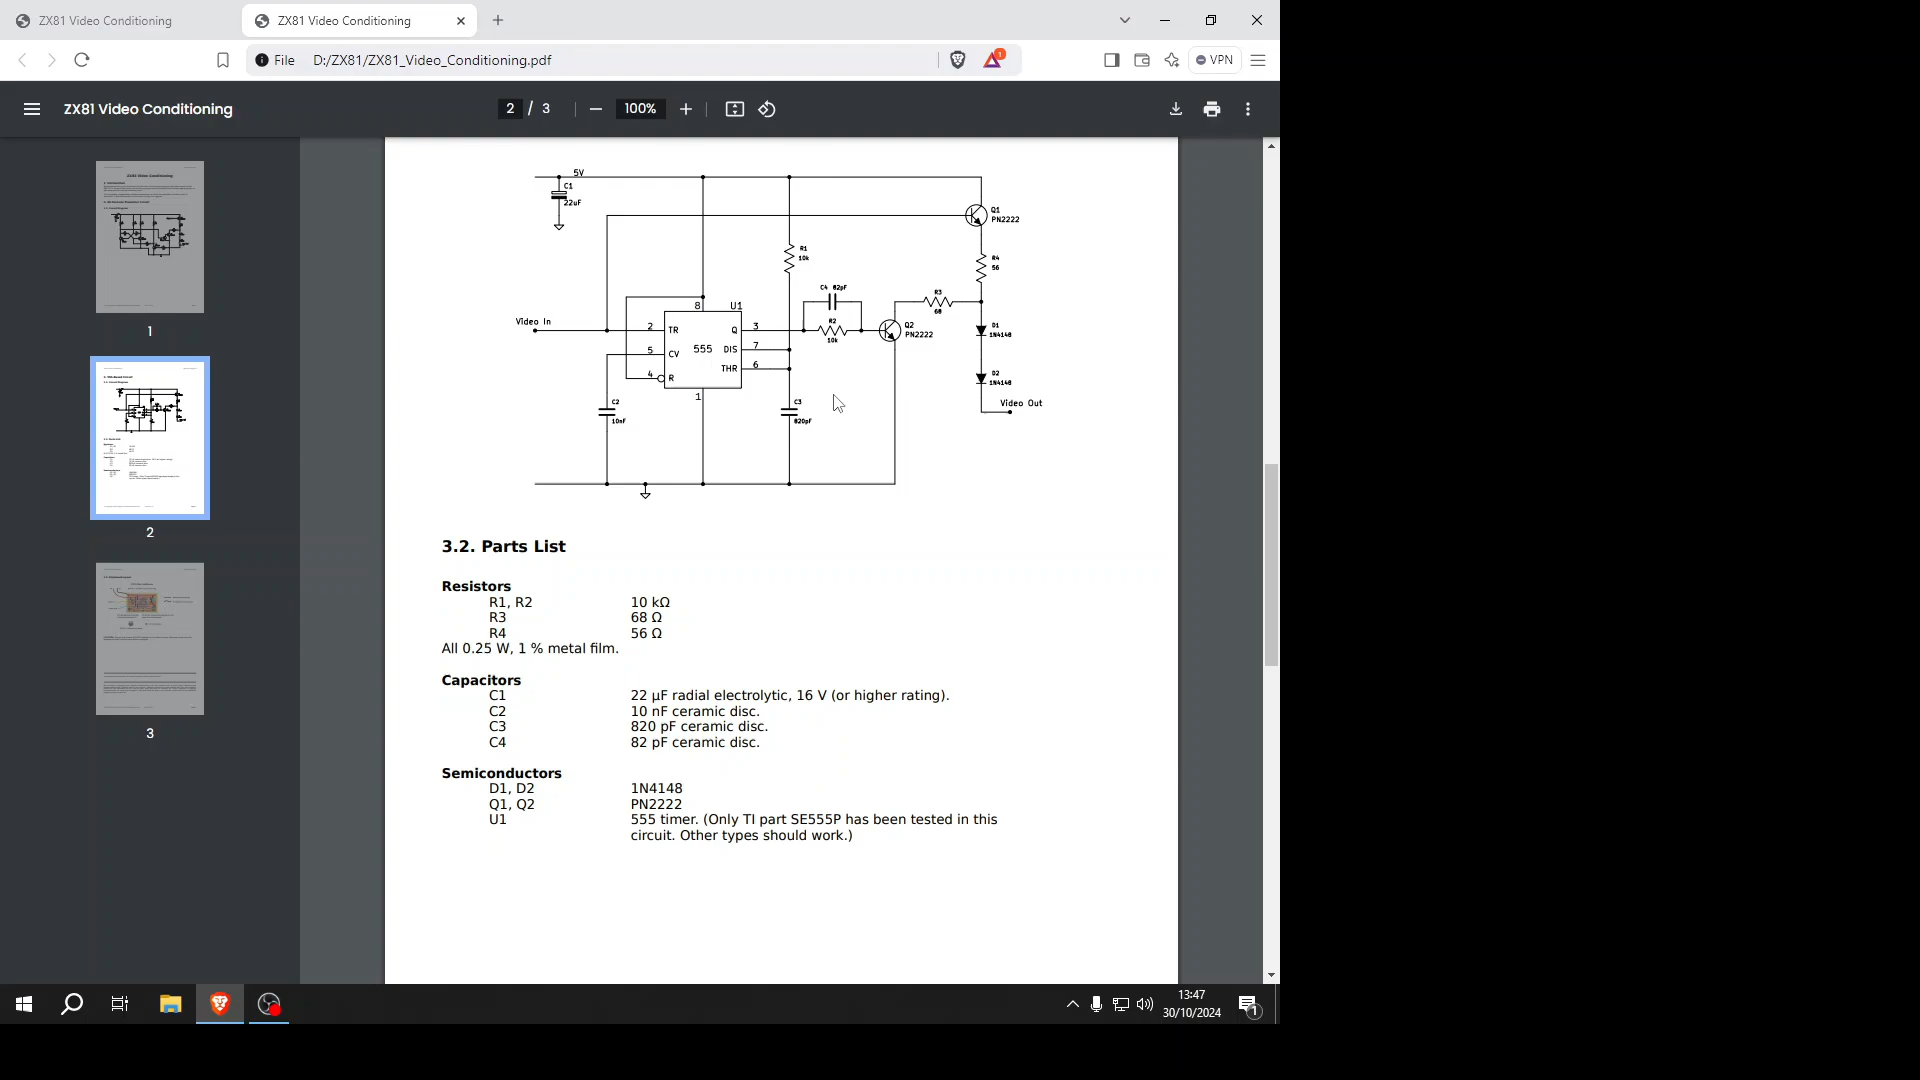 ZX81 Video Conditioning
ZX81 Video Conditioning
File D:/ZX81/ZX81_Video_Conditioning.pdf
1
VPN
ZX81 Video Conditioning
2 / 3
100%
1
2
3
5V
C1
22uF
Q1
PN2222
R1
10k
R4
56
C4 82pF
R3
68
8
U1
Video In
2
TR
Q
3
R2
10k
Q2
PN2222
D1
1N4148
5
CV
555
DIS
7
THR
6
4
R
D2
1N4148
1
C2
10nF
C3
820pF
Video Out
3.2. Parts List
Resistors
R1, R2 10 kΩ
R3 68 Ω
R4 56 Ω
All 0.25 W, 1 % metal film.
Capacitors
C1 22 µF radial electrolytic, 16 V (or higher rating).
C2 10 nF ceramic disc.
C3 820 pF ceramic disc.
C4 82 pF ceramic disc.
Semiconductors
D1, D2 1N4148
Q1, Q2 PN2222
U1 555 timer. (Only TI part SE555P has been tested in this
circuit. Other types should work.)
13:47
30/10/2024
1